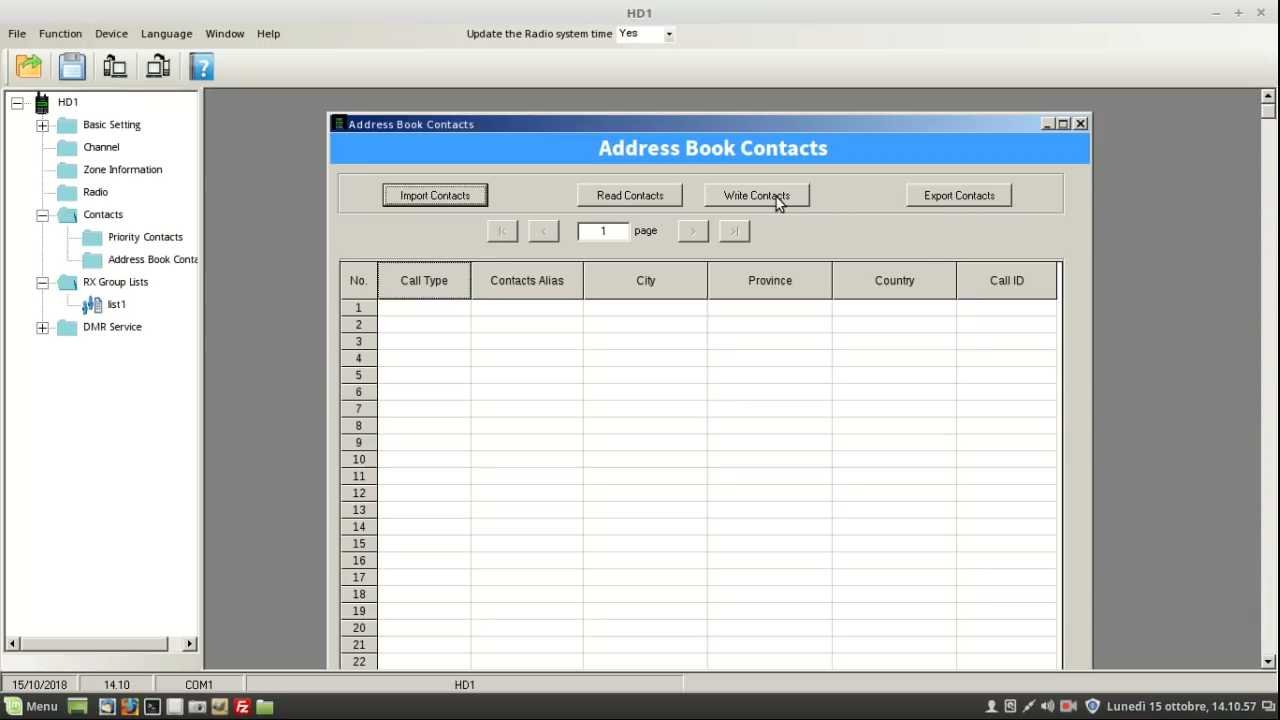 HD1
File Function Device Language Window Help Update the Radio system time Yes
HD1
Basic Setting
Channel
Zone Information
Radio
Contacts
Priority Contacts
Address Book Conta
RX Group Lists
list1
DMR Service
Address Book Contacts
Address Book Contacts
Import Contacts Read Contacts Write Contacts Export Contacts
1 page
No. Call Type Contacts Alias City Province Country Call ID
1
2
3
4
5
6
7
8
9
10
11
12
13
14
15
16
17
18
19
20
21
22
15/10/2018 14.10 COM1 HD1
Menu Lunedì 15 ottobre, 14.10.57